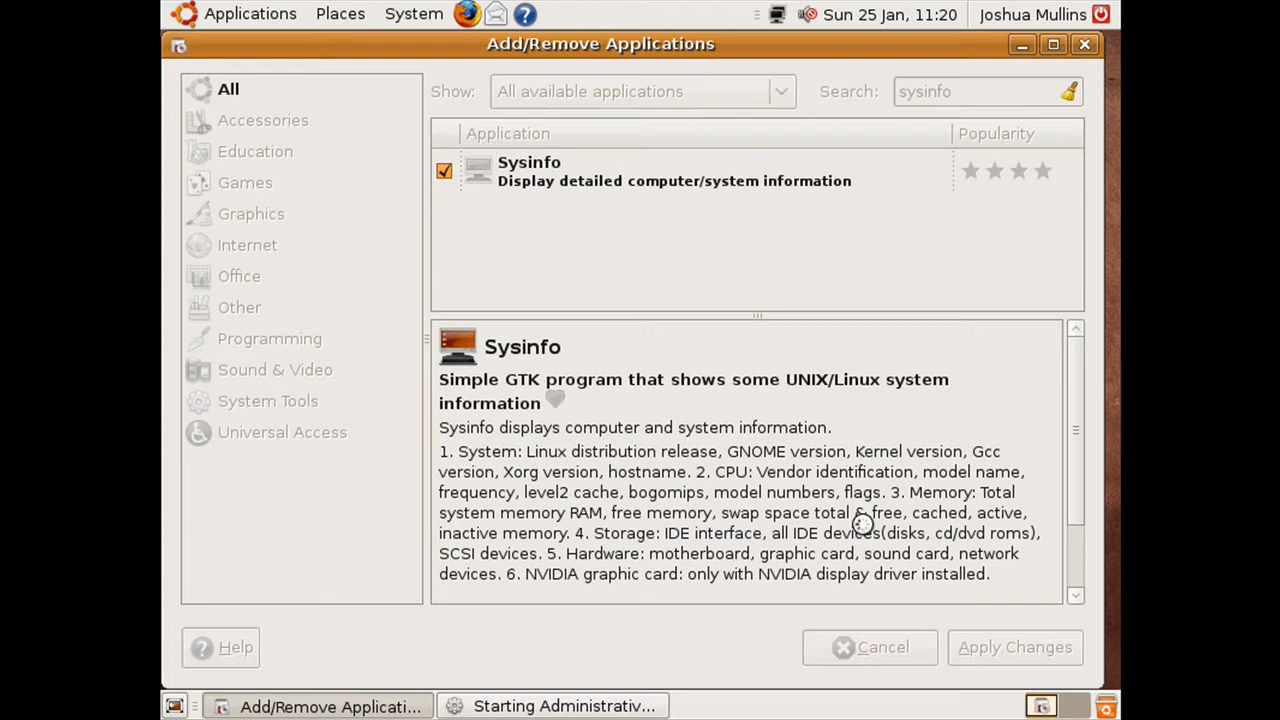 Applications Places System Sun 25 Jan, 11:20 Joshua Mullins
Add/Remove Applications
All
Accessories
Education
Games
Graphics
Internet
Office
Other
Programming
Sound & Video
System Tools
Universal Access
Show: All available applications Search: sysinfo
Application Popularity
Sysinfo
Display detailed computer/system information
Sysinfo
Simple GTK program that shows some UNIX/Linux system
information
Sysinfo displays computer and system information.
1. System: Linux distribution release, GNOME version, Kernel version, Gcc
version, Xorg version, hostname. 2. CPU: Vendor identification, model name,
frequency, level2 cache, bogomips, model numbers, flags. 3. Memory: Total
system memory RAM, free memory, swap space total & free, cached, active,
inactive memory. 4. Storage: IDE interface, all IDE devices(disks, cd/dvd roms),
SCSI devices. 5. Hardware: motherboard, graphic card, sound card, network
devices. 6. NVIDIA graphic card: only with NVIDIA display driver installed.
Help Cancel Apply Changes
Add/Remove Applicati... Starting Administrativ...